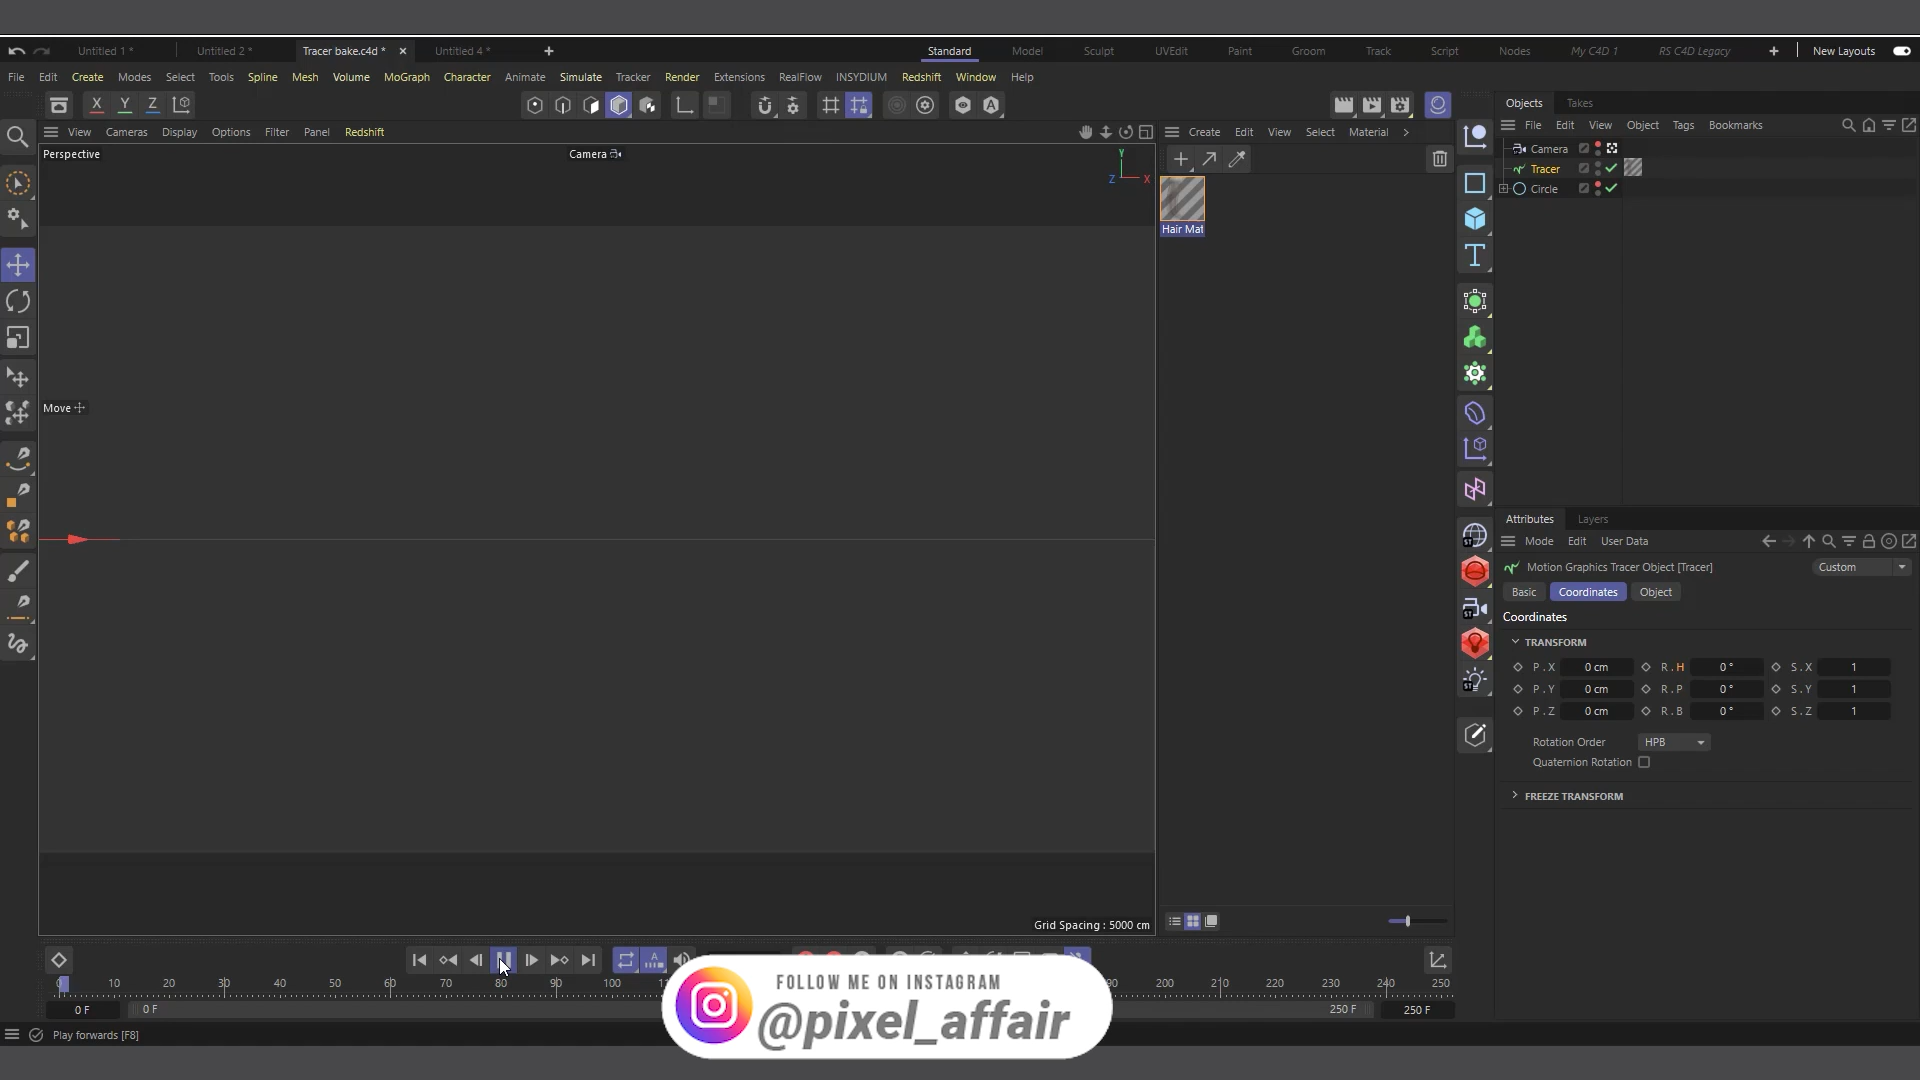 Untitled 1 *
Untitled 2 *
Tracer bake.c4d *
Untitled 4 *
Standard
Model
Sculpt
UVEdit
Paint
Groom
Track
Script
Nodes
My C4D 1
RS C4D Legacy
New Layouts
File Edit Create Modes Select Tools Spline Mesh Volume MoGraph Character Animate Simulate Tracker Render Extensions RealFlow INSYDIUM Redshift Window Help
X Y Z
Objects Takes
File Edit View Object Tags Bookmarks
View Cameras Display Options Filter Panel Redshift
Create Edit View Select Material
Perspective
Camera
Y
Z X
Camera
Tracer
Circle
Hair Mat
Move
Grid Spacing : 5000 cm
Attributes Layers
Mode Edit User Data
Motion Graphics Tracer Object [Tracer]
Custom
Basic Coordinates Object
Coordinates
TRANSFORM
P . X 0 cm R . H 0 ° S . X 1
P . Y 0 cm R . P 0 ° S . Y 1
P . Z 0 cm R . B 0 ° S . Z 1
Rotation Order HPB
Quaternion Rotation
FREEZE TRANSFORM
0 10 20 30 40 50 60 70 80 90 100 200 210 220 230 240 250
0 F 0 F 250 F 250 F
Play forwards [F8]
FOLLOW ME ON INSTAGRAM
@pixel_affair